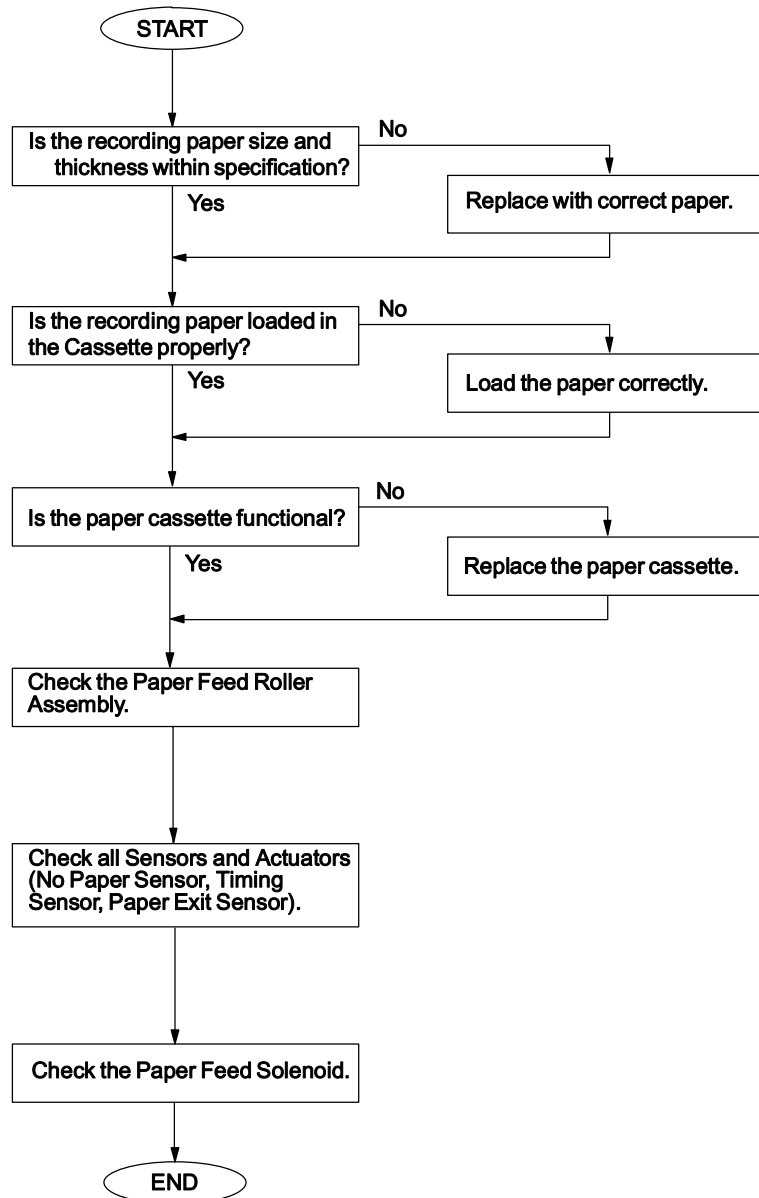 START
Is the recording paper size and
thickness within specification?
No
Yes
Replace with correct paper.
Is the recording paper loaded in
the Cassette properly?
No
Yes
Load the paper correctly.
Is the paper cassette functional?
No
Yes
Replace the paper cassette.
Check the Paper Feed Roller
Assembly.
Check all Sensors and Actuators
(No Paper Sensor, Timing
Sensor, Paper Exit Sensor).
Check the Paper Feed Solenoid.
END